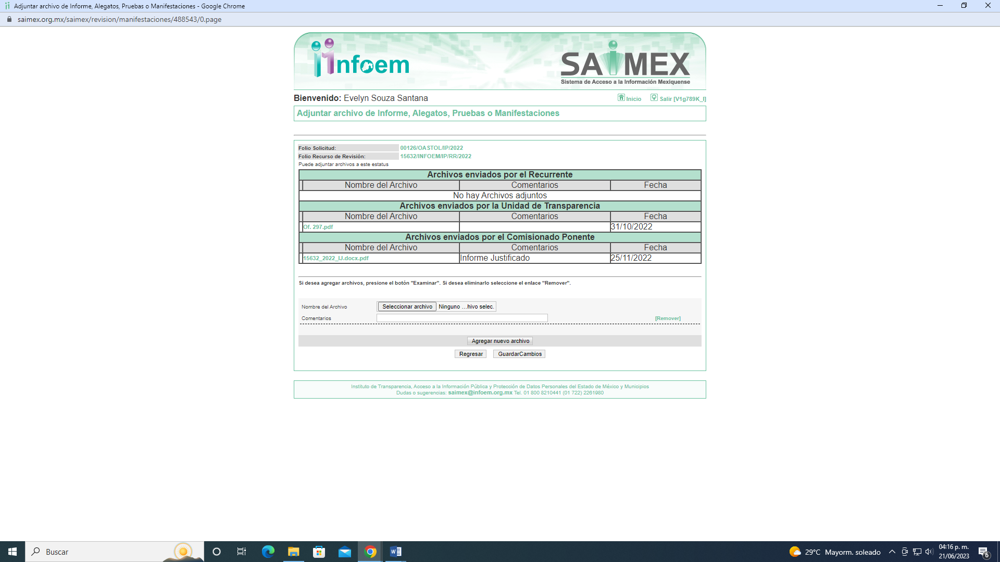 Adjuntar archivo de Informe, Alegatos, Pruebas o Manifestaciones - Google Chrome
saimex.org.mx/saimex/revision/manifestaciones/488543/0.page
infoem
SAIMEX
Sistema de Acceso a la Información Mexiquense
Bienvenido: Evelyn Souza Santana
Inicio Salir [V1g789K_I]
Adjuntar archivo de Informe, Alegatos, Pruebas o Manifestaciones
Folio Solicitud: 00126/OASTOL/IP/2022
Folio Recurso de Revisión: 15632/INFOEM/IP/RR/2022
Puede adjuntar archivos a este estatus
Archivos enviados por el Recurrente
Nombre del Archivo Comentarios Fecha
No hay Archivos adjuntos
Archivos enviados por la Unidad de Transparencia
Nombre del Archivo Comentarios Fecha
Of. 297.pdf 31/10/2022
Archivos enviados por el Comisionado Ponente
Nombre del Archivo Comentarios Fecha
15632_2022_IJ.docx.pdf Informe Justificado 25/11/2022
Si desea agregar archivos, presione el botón "Examinar". Si desea eliminarlo seleccione el enlace "Remover".
Nombre del Archivo Seleccionar archivo Ninguno ...hivo selec.
Comentarios [Remover]
Agregar nuevo archivo
Regresar GuardarCambios
Instituto de Transparencia, Acceso a la Información Pública y Protección de Datos Personales del Estado de México y Municipios
Dudas o sugerencias: saimex@infoem.org.mx Tel. 01 800 8210441 (01 722) 2261980
Buscar
29°C Mayorm. soleado
04:16 p. m.
21/06/2023
6